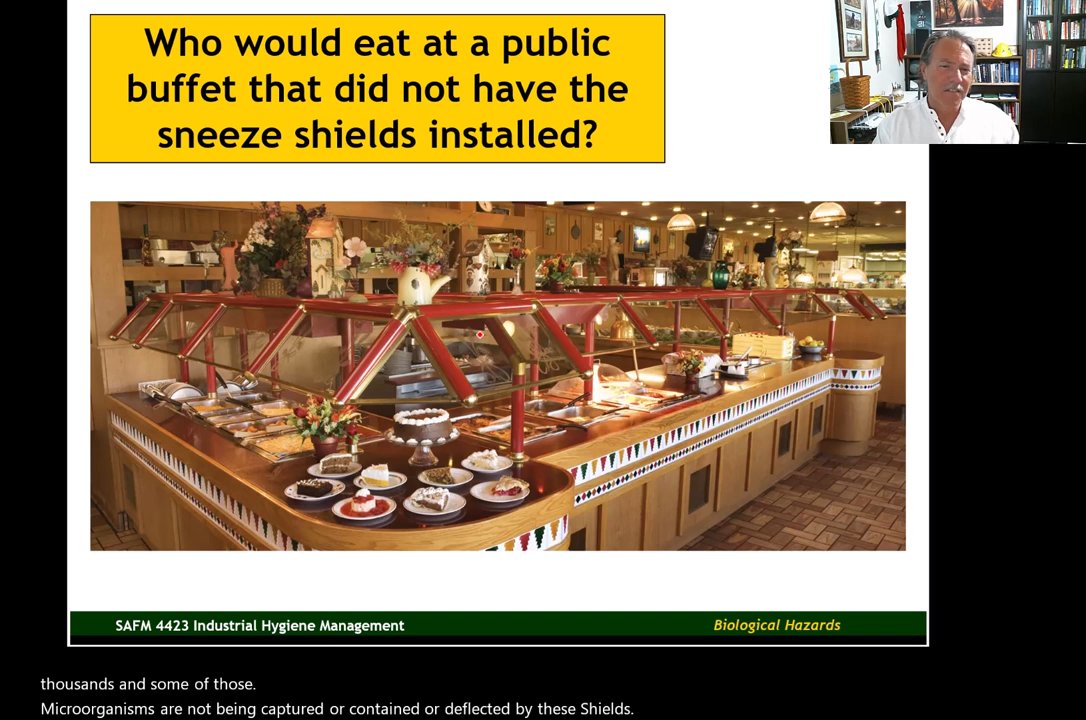 Who would eat at a public
buffet that did not have the
sneeze shields installed?
SAFM 4423 Industrial Hygiene Management
Biological Hazards
thousands and some of those.
Microorganisms are not being captured or contained or deflected by these Shields.